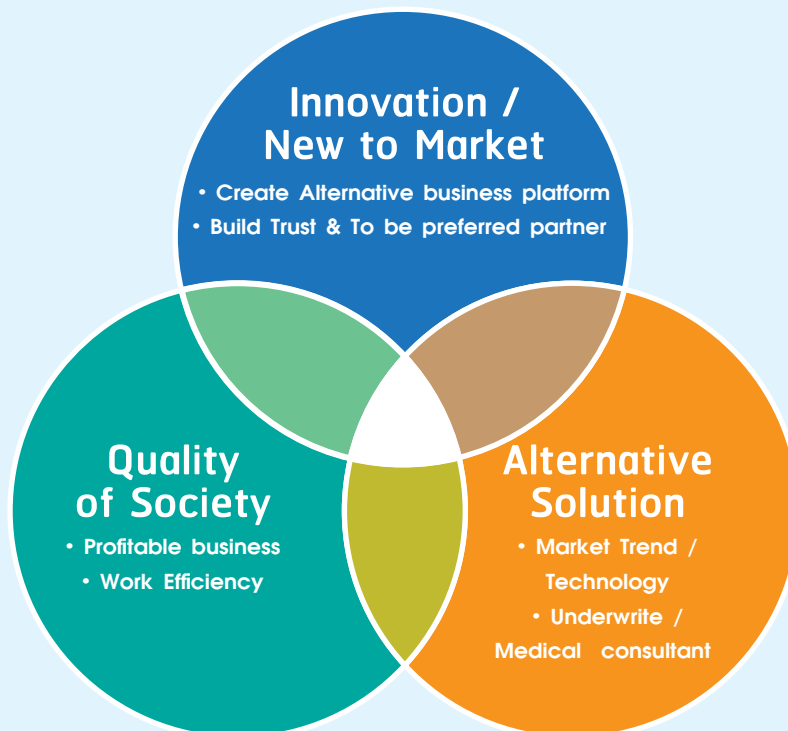 Innovation /
New to Market
• Create Alternative business platform
• Build Trust & To be preferred partner
Quality
of Society
• Profitable business
• Work Efficiency
Alternative
Solution
• Market Trend /
Technology
• Underwrite /
Medical consultant